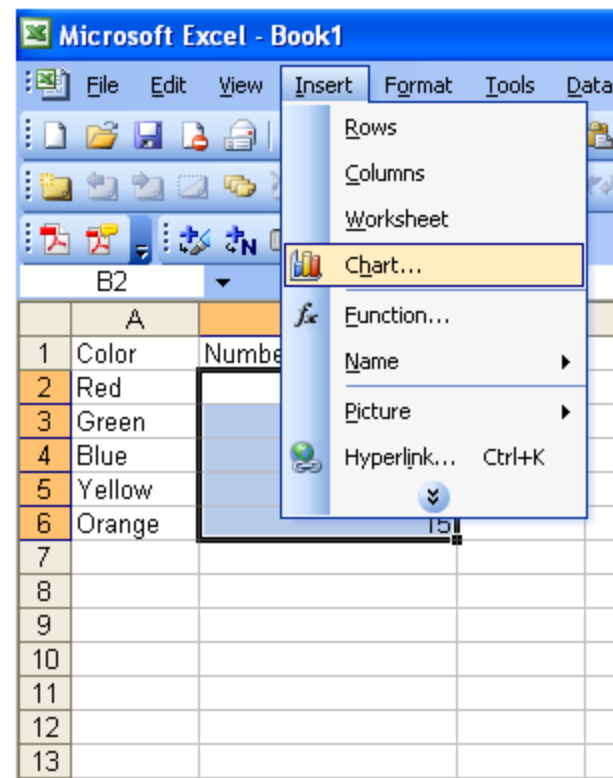 Microsoft Excel - Book1
File Edit View Insert Format Tools Data
Rows
Columns
Worksheet
Chart...
Function...
Name
Picture
Hyperlink... Ctrl+K
B2
A
1 Color
2 Red
3 Green
4 Blue
5 Yellow
6 Orange 15
7
8
9
10
11
12
13